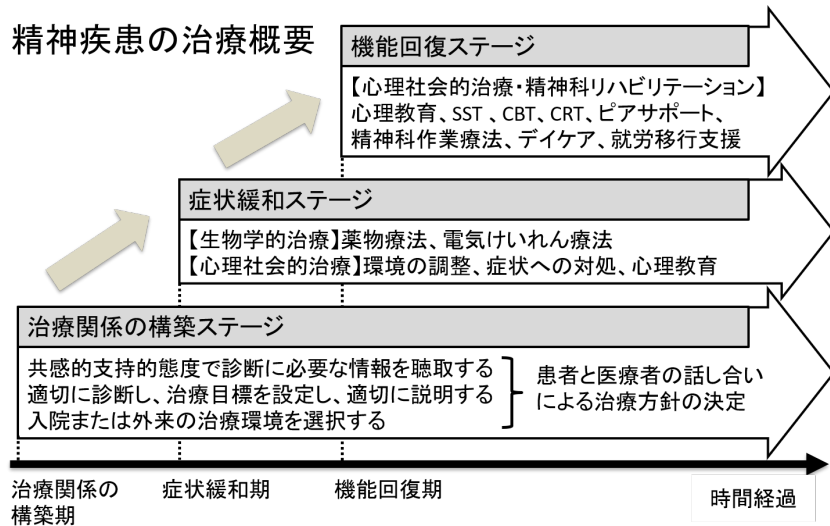 精神疾患の治療概要
機能回復ステージ
【心理社会的治療・精神科リハビリテーション】
心理教育、SST 、CBT、CRT、ピアサポート、
精神科作業療法、デイケア、就労移行支援
症状緩和ステージ
【生物学的治療】薬物療法、電気けいれん療法
【心理社会的治療】環境の調整、症状への対処、心理教育
治療関係の構築ステージ
共感的支持的態度で診断に必要な情報を聴取する
適切に診断し、治療目標を設定し、適切に説明する
入院または外来の治療環境を選択する
患者と医療者の話し合い
による治療方針の決定
治療関係の
構築期
症状緩和期
機能回復期
時間経過